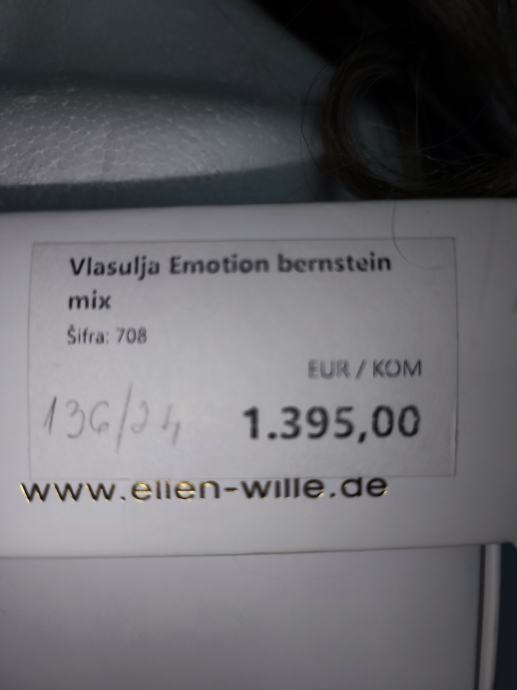 Vlasulja Emotion bernstein
mix
Šifra: 708
EUR / KOM
136/24
1.395,00
www.ellen-wille.de